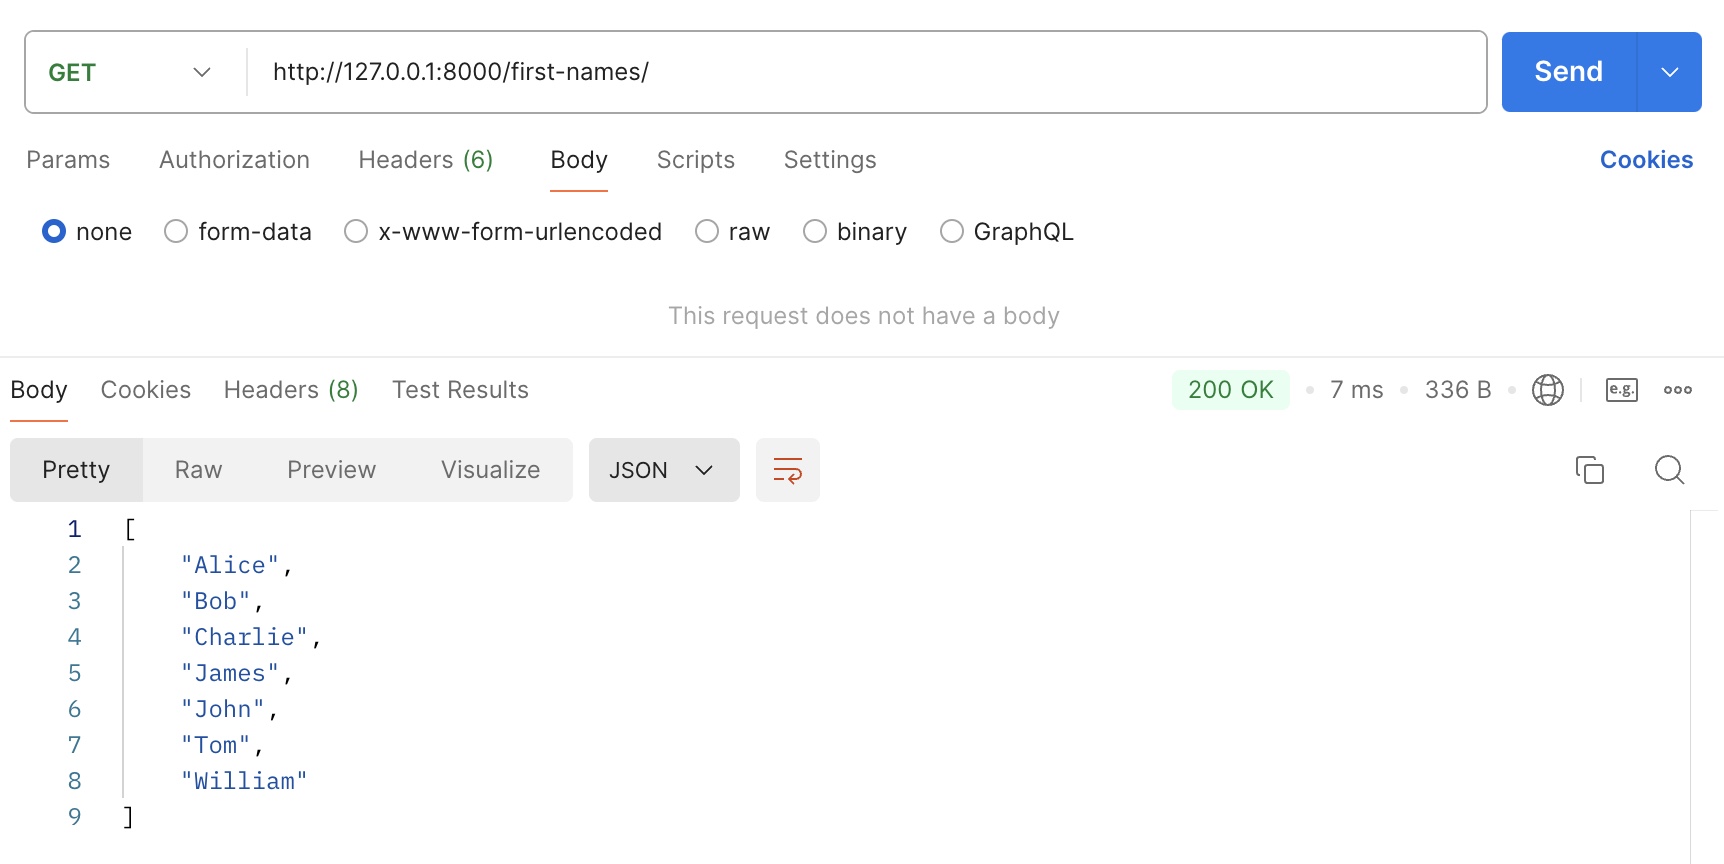 GET http://127.0.0.1:8000/first-names/ Send
Params Authorization Headers (6) Body Scripts Settings Cookies
none form-data x-www-form-urlencoded raw binary GraphQL
This request does not have a body
Body Cookies Headers (8) Test Results 200 OK • 7 ms • 336 B • e.g.
Pretty Raw Preview Visualize JSON
1 [
2 "Alice",
3 "Bob",
4 "Charlie",
5 "James",
6 "John",
7 "Tom",
8 "William"
9 ]